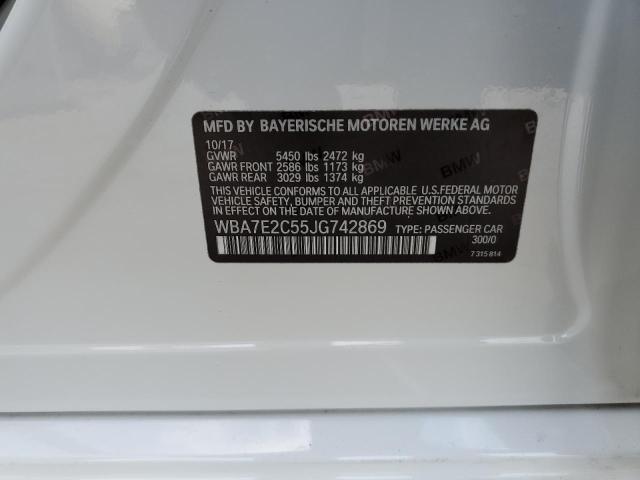 MFD BY BAYERISCHE MOTOREN WERKE AG
10/17
GVWR 5450 lbs 2472 kg
GAWR FRONT 2586 lbs 1173 kg
GAWR REAR 3029 lbs 1374 kg
THIS VEHICLE CONFORMS TO ALL APPLICABLE U.S.FEDERAL MOTOR
VEHICLE SAFETY, BUMPER, AND THEFT PREVENTION STANDARDS
IN EFFECT ON THE DATE OF MANUFACTURE SHOWN ABOVE.
WBA7E2C55JG742869 TYPE: PASSENGER CAR
300/0
7 315 814